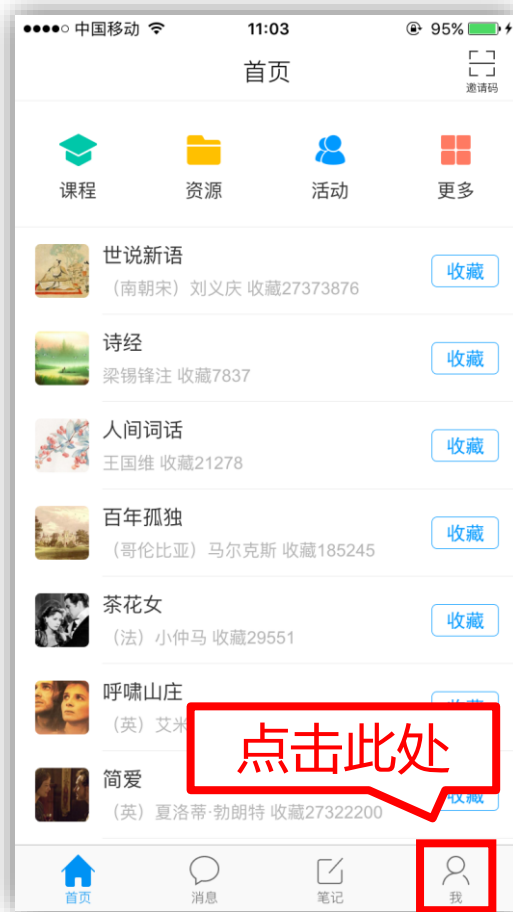 中国移动 11:03 95%
首页
邀请码
课程 资源 活动 更多
世说新语
（南朝宋）刘义庆 收藏27373876
收藏
诗经
梁锡锋注 收藏7837
收藏
人间词话
王国维 收藏21278
收藏
百年孤独
（哥伦比亚）马尔克斯 收藏185245
收藏
茶花女
（法）小仲马 收藏29551
收藏
呼啸山庄
（英）艾米
点击此处
简爱
（英）夏洛蒂·勃朗特 收藏27322200
收藏
首页 消息 笔记 我